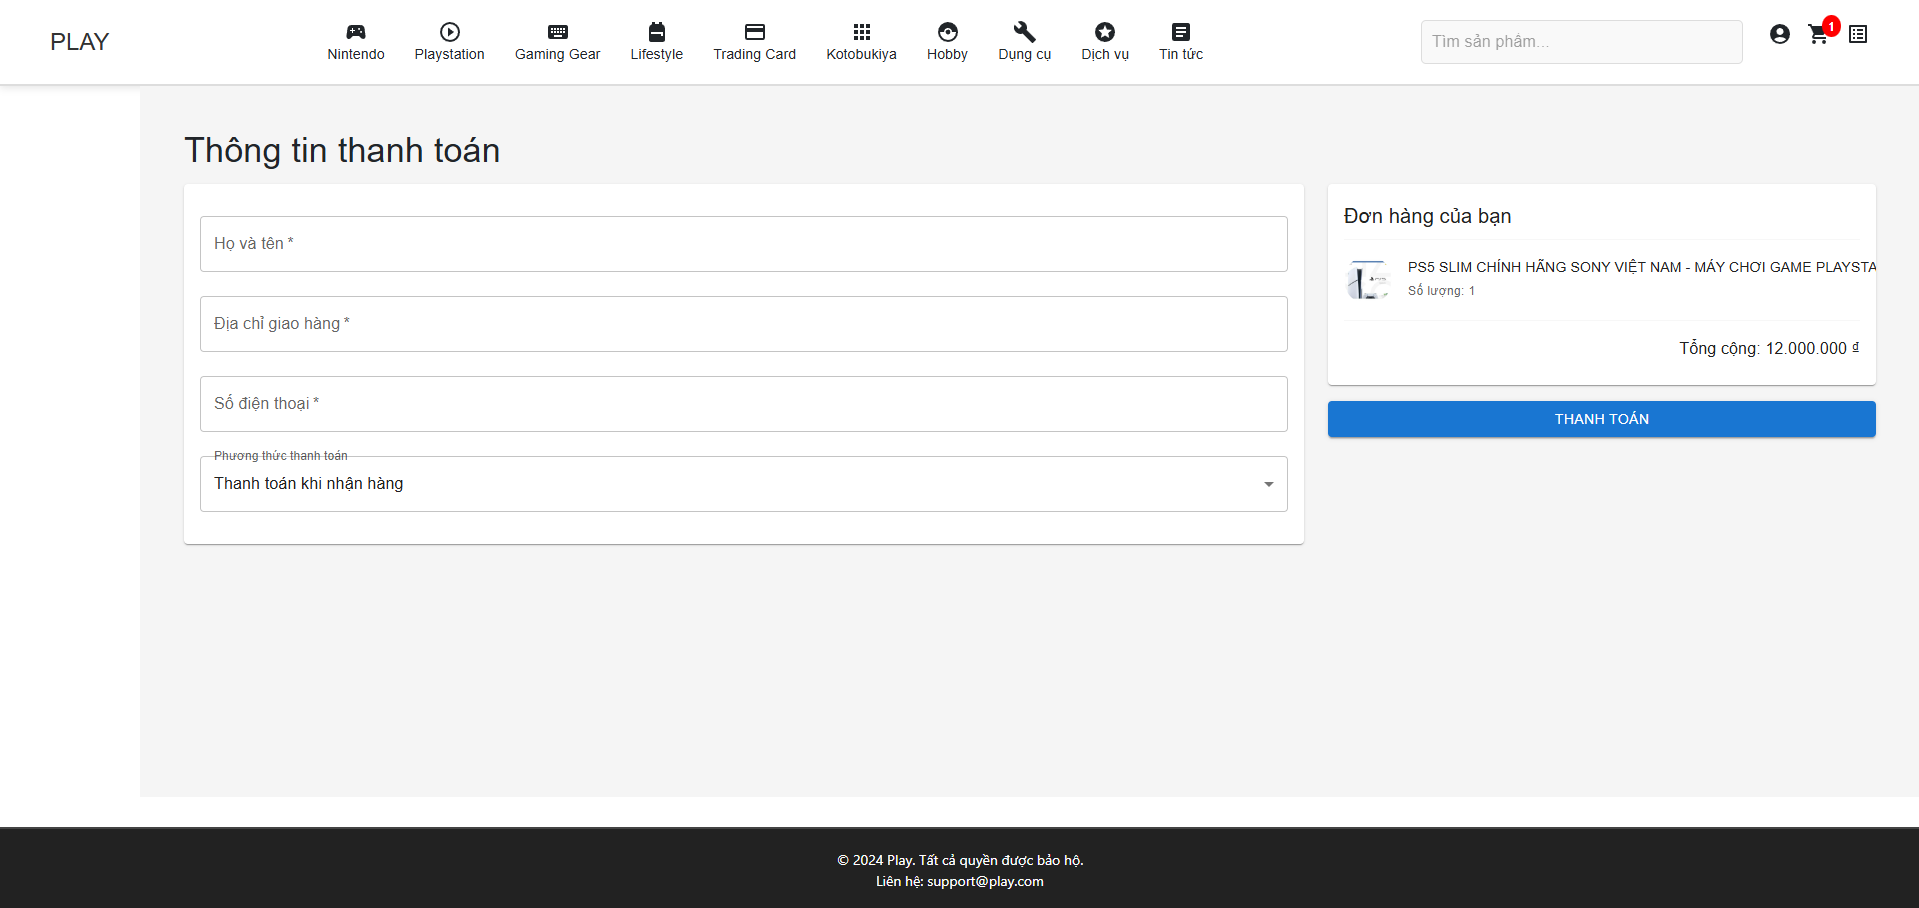 PLAY
Nintendo
Playstation
Gaming Gear
Lifestyle
Trading Card
Kotobukiya
Hobby
Dụng cụ
Dịch vụ
Tin tức
Tìm sản phẩm...
1
Thông tin thanh toán
Họ và tên *
Địa chỉ giao hàng *
Số điện thoại *
Phương thức thanh toán
Thanh toán khi nhận hàng
Đơn hàng của bạn
PS5 SLIM CHÍNH HÃNG SONY VIỆT NAM - MÁY CHƠI GAME PLAYSTA
Số lượng: 1
Tổng cộng: 12.000.000 ₫
THANH TOÁN
© 2024 Play. Tất cả quyền được bảo hộ.
Liên hệ: support@play.com